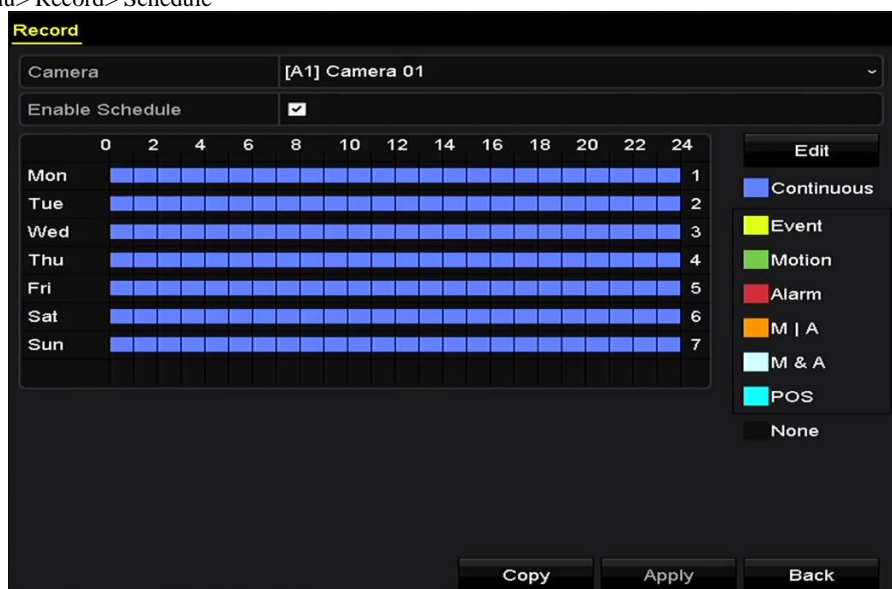 Record> Schedule
Record
Camera [A1] Camera 01
Enable Schedule
0 2 4 6 8 10 12 14 16 18 20 22 24
Edit
Mon 1
Continuous
Tue 2
Wed 3
Event
Thu 4
Motion
Fri 5
Alarm
Sat 6
M | A
Sun 7
M & A
POS
None
Copy Apply Back